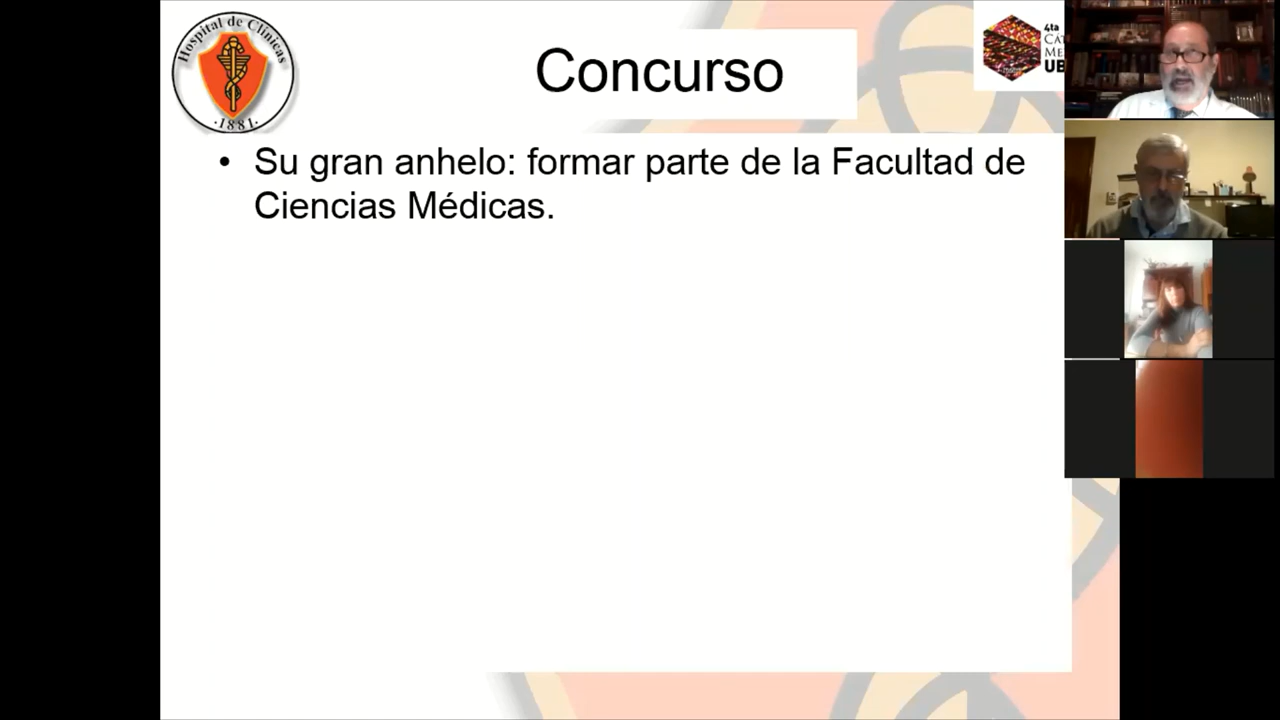 Hospital de Clínicas
·1881·
Concurso
4ta
UB
• Su gran anhelo: formar parte de la Facultad de
Ciencias Médicas.